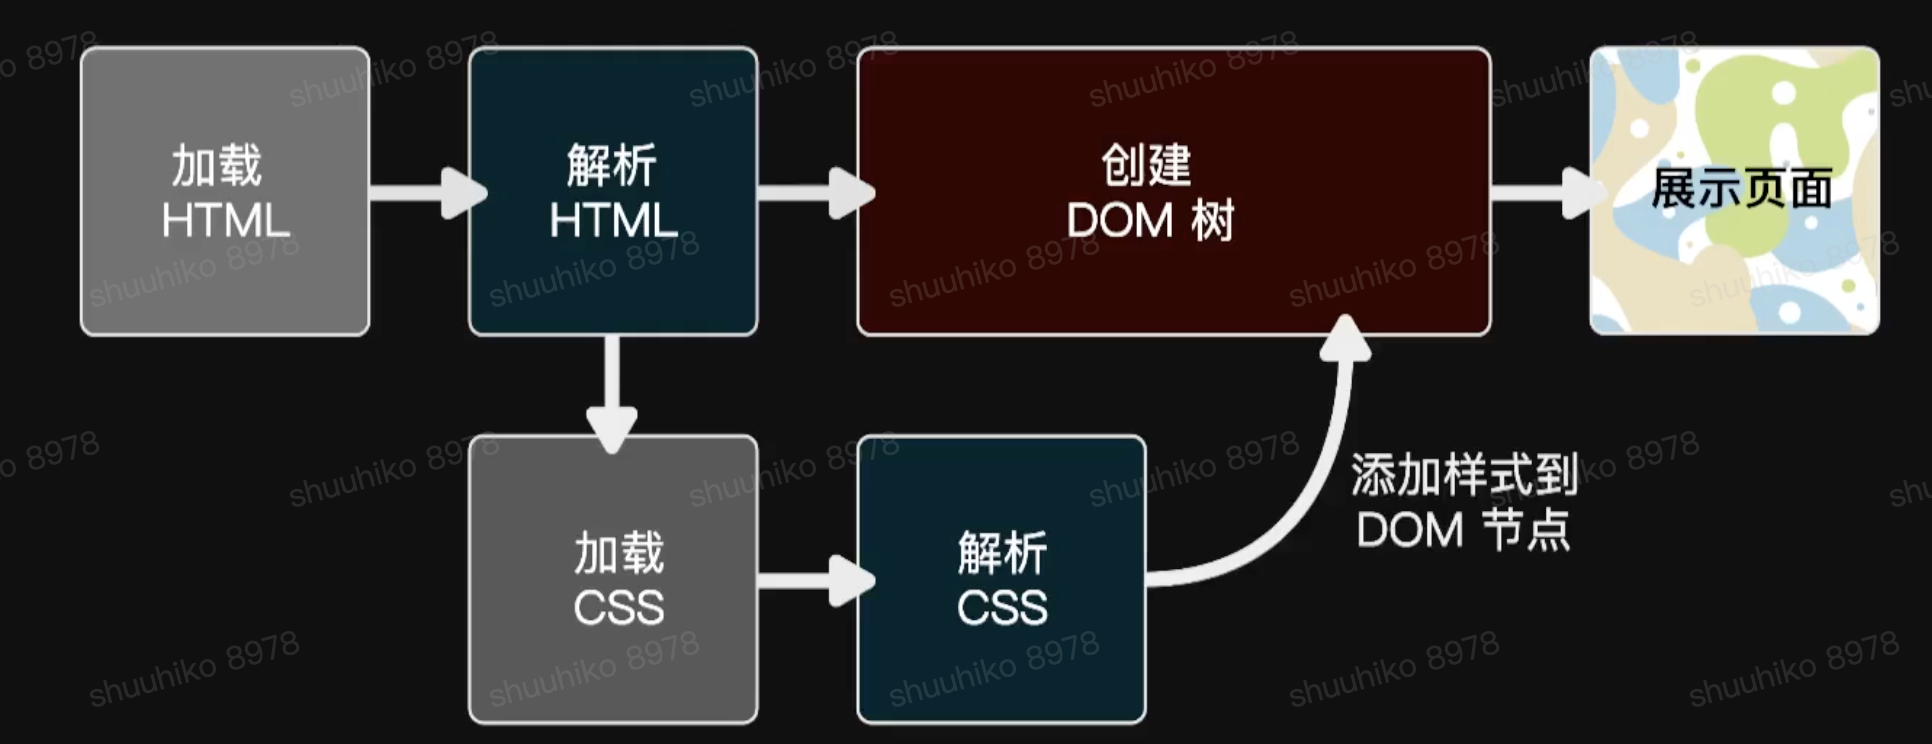 加载
HTML
解析
HTML
创建
DOM 树
展示页面
加载
CSS
解析
CSS
添加样式到
DOM 节点
shuuhiko 8978